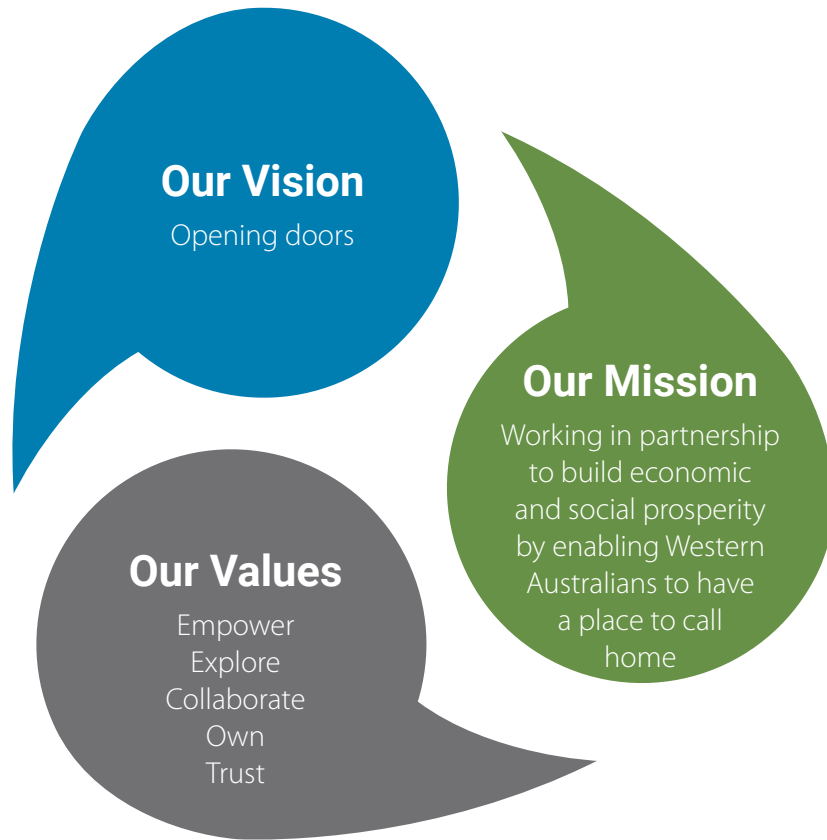 Our Vision
Opening doors
Our Mission
Working in partnership
to build economic
and social prosperity
by enabling Western
Australians to have
a place to call
home
Our Values
Empower
Explore
Collaborate
Own
Trust